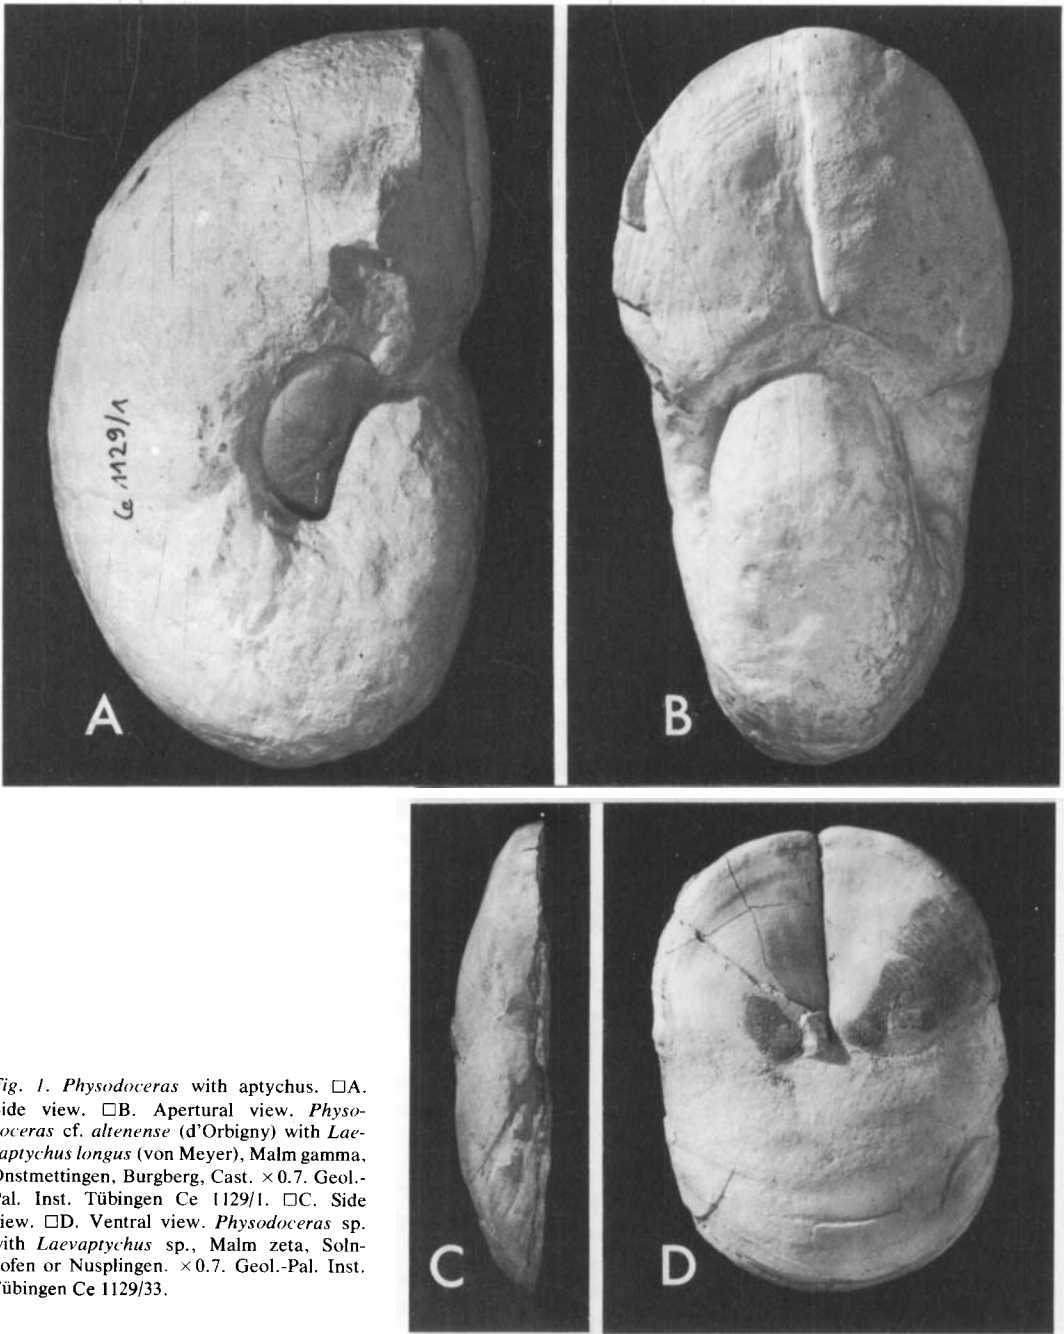 Ce 1129/1
A
B
C
D
ig. 1. Physodoceras with aptychus. □A.
ide view. □B. Apertural view. Physo-
oceras cf. altenense (d'Orbigny) with Lae-
aptychus longus (von Meyer), Malm gamma,
Onstmettingen, Burgberg, Cast. ×0.7. Geol.-
al. Inst. Tübingen Ce 1129/1. □C. Side
iew. □D. Ventral view. Physodoceras sp.
ith Laevaptychus sp., Malm zeta, Soln-
ofen or Nusplingen. ×0.7. Geol.-Pal. Inst.
übingen Ce 1129/33.